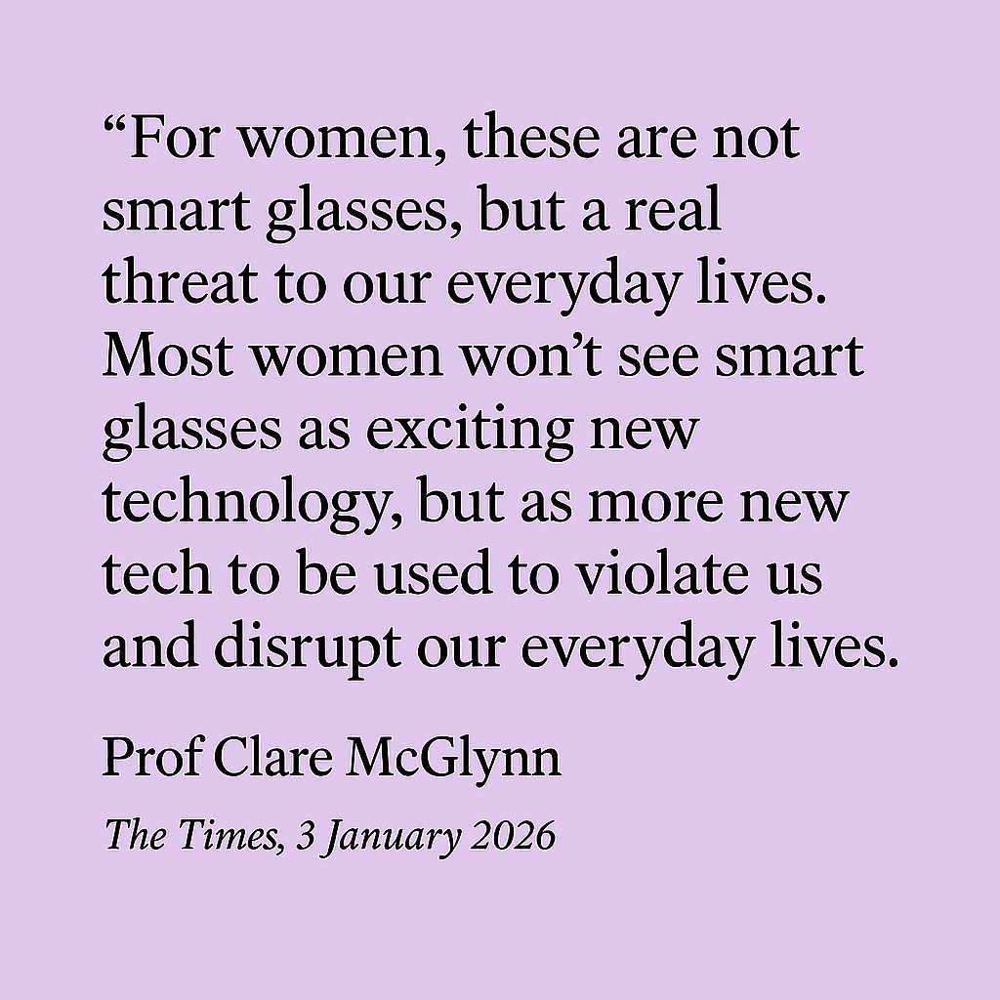 “For women, these are not
smart glasses, but a real
threat to our everyday lives.
Most women won’t see smart
glasses as exciting new
technology, but as more new
tech to be used to violate us
and disrupt our everyday lives.
Prof Clare McGlynn
The Times, 3 January 2026